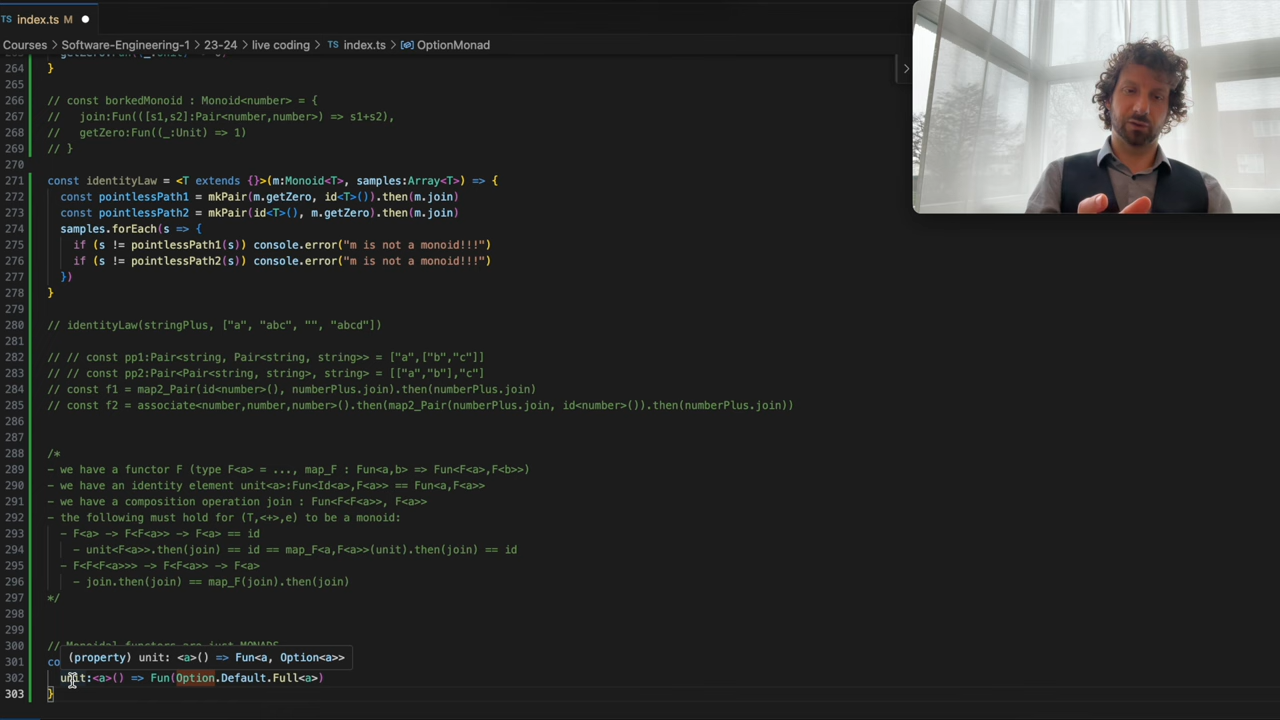 TS index.ts M
Courses > Software-Engineering-1 > 23-24 > live coding > TS index.ts > OptionMonad
264 }
265
266 // const borkedMonoid : Monoid<number> = {
267 //   join:Fun(([s1,s2]:Pair<number,number>) => s1+s2),
268 //   getZero:Fun((_:Unit) => 1)
269 // }
270
271 const identityLaw = <T extends {}>(m:Monoid<T>, samples:Array<T>) => {
272   const pointlessPath1 = mkPair(m.getZero, id<T>()).then(m.join)
273   const pointlessPath2 = mkPair(id<T>(), m.getZero).then(m.join)
274   samples.forEach(s => {
275     if (s != pointlessPath1(s)) console.error("m is not a monoid!!!")
276     if (s != pointlessPath2(s)) console.error("m is not a monoid!!!")
277   })
278 }
279
280 // identityLaw(stringPlus, ["a", "abc", "", "abcd"])
281
282 // // const pp1:Pair<string, Pair<string, string>> = ["a",["b","c"]]
283 // // const pp2:Pair<Pair<string, string>, string> = [["a","b"],"c"]
284 // const f1 = map2_Pair(id<number>(), numberPlus.join).then(numberPlus.join)
285 // const f2 = associate<number,number,number>().then(map2_Pair(numberPlus.join, id<number>()).then(numberPlus.join))
286
287
288 /*
289 - we have a functor F (type F<a> = ..., map_F : Fun<a,b> => Fun<F<a>,F<b>>)
290 - we have an identity element unit<a>:Fun<Id<a>,F<a>> == Fun<a,F<a>>
291 - we have a composition operation join : Fun<F<F<a>>, F<a>>
292 - the following must hold for (T,<+>,e) to be a monoid:
293   - F<a> -> F<F<a>> -> F<a> == id
294     - unit<F<a>>.then(join) == id == map_F<a,F<a>>(unit).then(join) == id
295   - F<F<F<a>>> -> F<F<a>> -> F<a>
296     - join.then(join) == map_F(join).then(join)
297 */
298
299
300 // Monoidal functors are just MONADS
(property) unit: <a>() => Fun<a, Option<a>>
301 co
302   unit:<a>() => Fun(Option.Default.Full<a>)
303 }